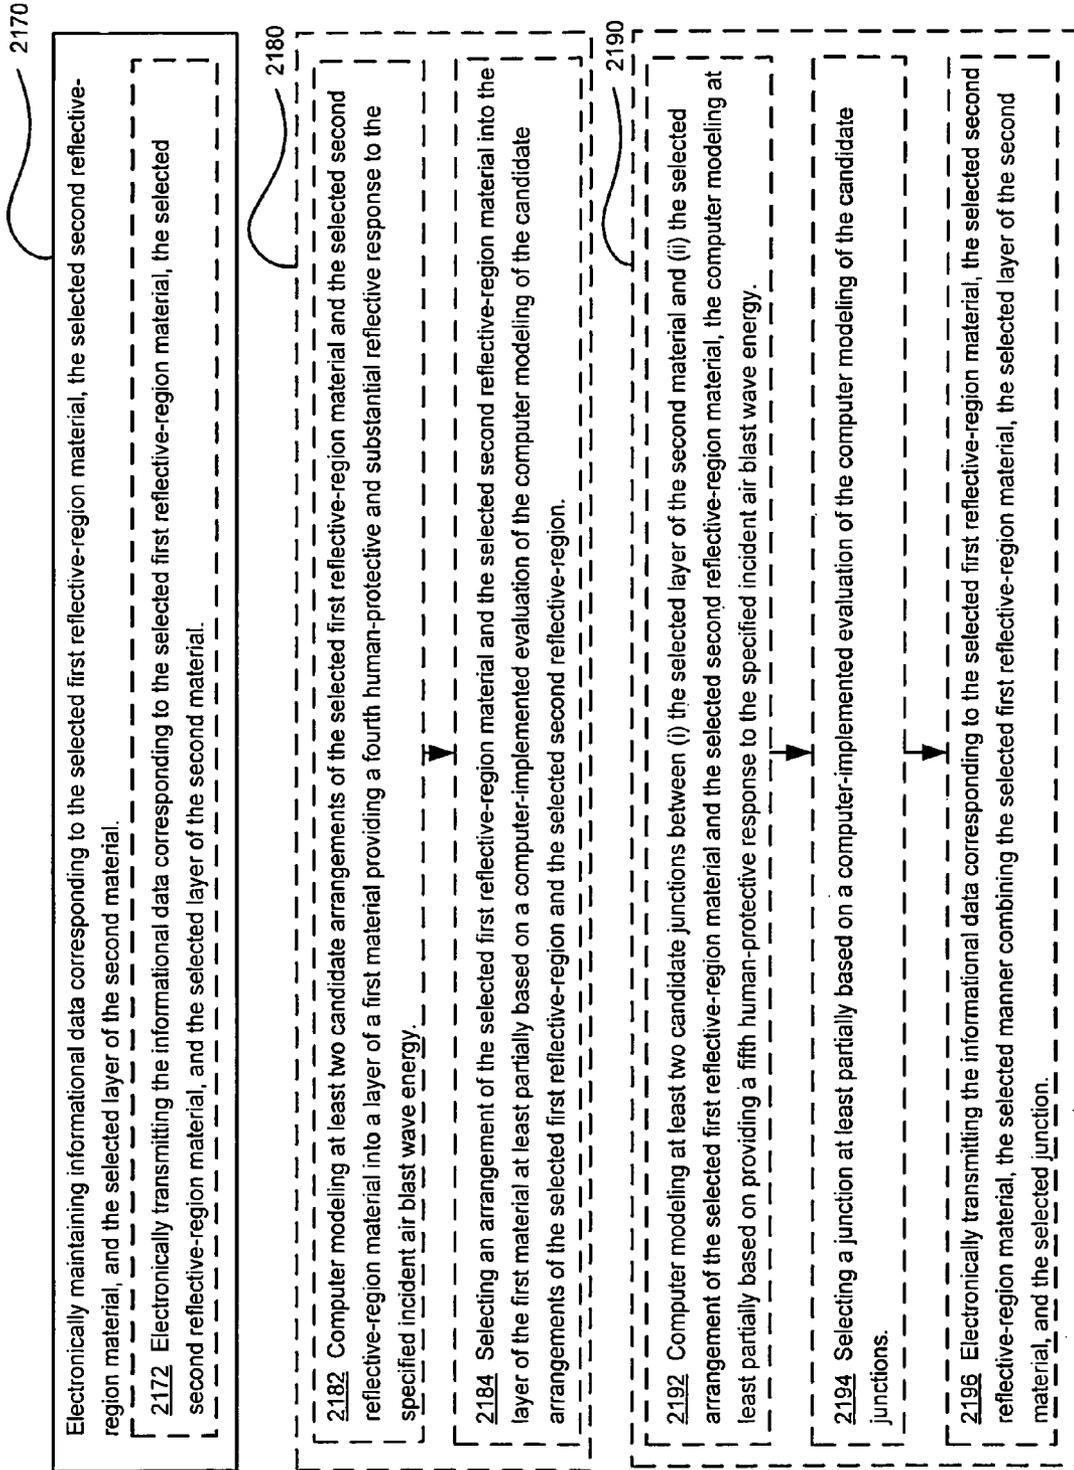 2170
Electronically maintaining informational data corresponding to the selected first reflective-region material, the selected second reflective-
region material, and the selected layer of the second material.
2172 Electronically transmitting the informational data corresponding to the selected first reflective-region material, the selected
second reflective-region material, and the selected layer of the second material.
2180
2182 Computer modeling at least two candidate arrangements of the selected first reflective-region material and the selected second
reflective-region material into a layer of a first material providing a fourth human-protective and substantial reflective response to the
specified incident air blast wave energy.
2184 Selecting an arrangement of the selected first reflective-region material and the selected second reflective-region material into the
layer of the first material at least partially based on a computer-implemented evaluation of the computer modeling of the candidate
arrangements of the selected first reflective-region and the selected second reflective-region.
2190
2192 Computer modeling at least two candidate junctions between (i) the selected layer of the second material and (ii) the selected
arrangement of the selected first reflective-region material and the selected second reflective-region material, the computer modeling at
least partially based on providing a fifth human-protective response to the specified incident air blast wave energy.
2194 Selecting a junction at least partially based on a computer-implemented evaluation of the computer modeling of the candidate
junctions.
2196 Electronically transmitting the informational data corresponding to the selected first reflective-region material, the selected second
reflective-region material, the selected manner combining the selected first reflective-region material, the selected layer of the second
material, and the selected junction.